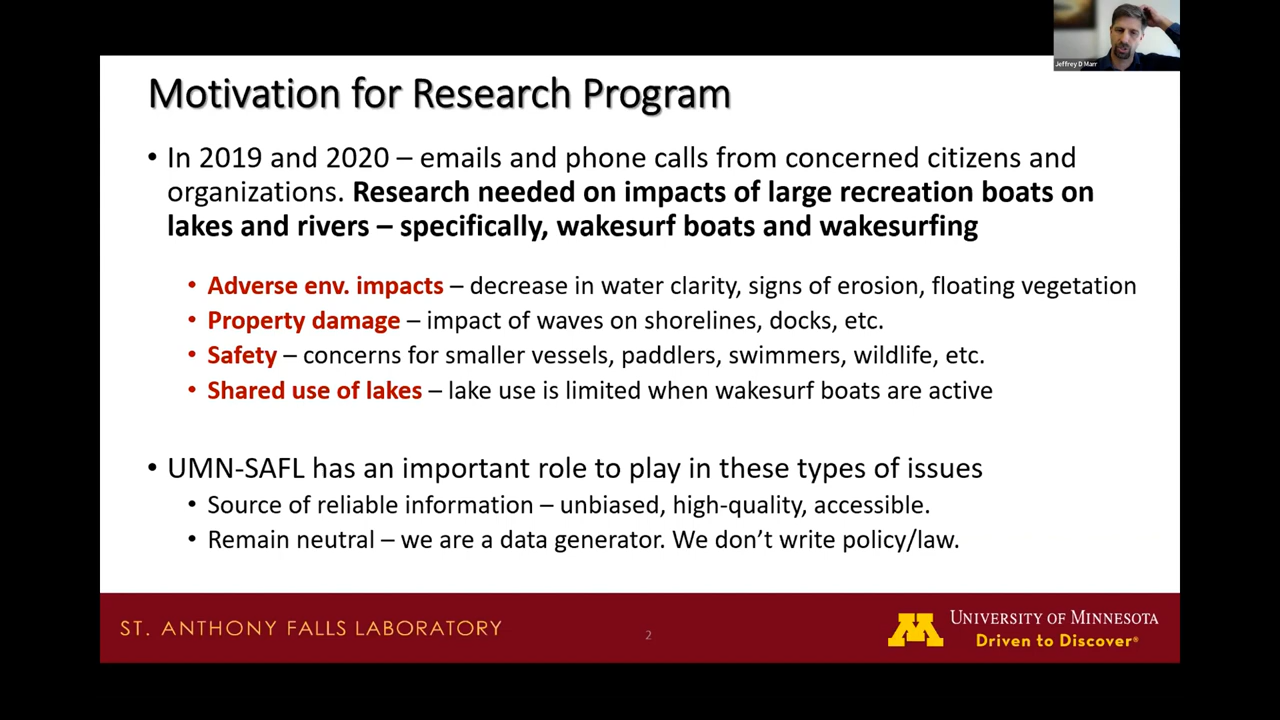 Jeffrey D Marr
Motivation for Research Program
• In 2019 and 2020 – emails and phone calls from concerned citizens and
organizations. Research needed on impacts of large recreation boats on
lakes and rivers – specifically, wakesurf boats and wakesurfing
• Adverse env. impacts – decrease in water clarity, signs of erosion, floating vegetation
• Property damage – impact of waves on shorelines, docks, etc.
• Safety – concerns for smaller vessels, paddlers, swimmers, wildlife, etc.
• Shared use of lakes – lake use is limited when wakesurf boats are active
• UMN-SAFL has an important role to play in these types of issues
• Source of reliable information – unbiased, high-quality, accessible.
• Remain neutral – we are a data generator. We don’t write policy/law.
ST. ANTHONY FALLS LABORATORY
2
M
UNIVERSITY OF MINNESOTA
Driven to Discover®